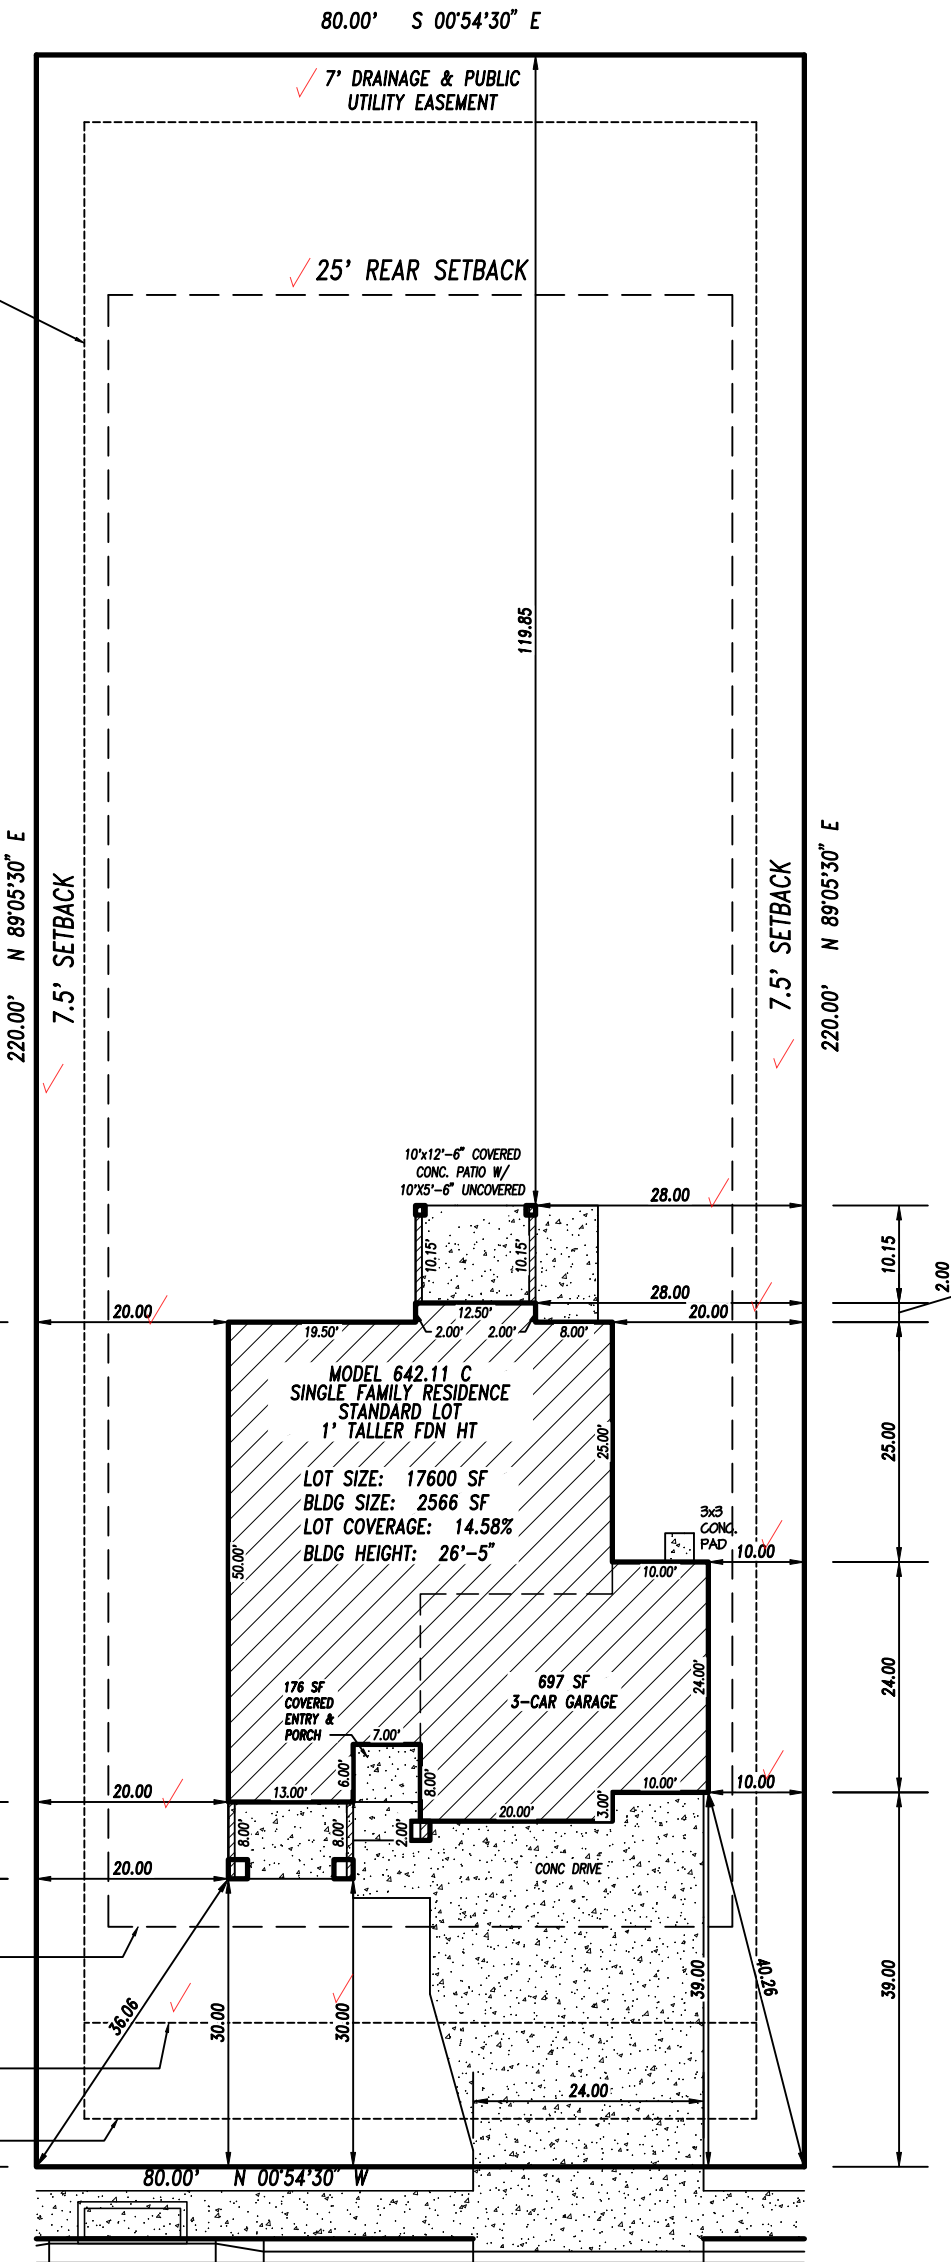 80.00' S 00°54'30" E
7' DRAINAGE & PUBLIC
UTILITY EASEMENT
25' REAR SETBACK
119.85
220.00' N 89°05'30" E
7.5' SETBACK
7.5' SETBACK
220.00' N 89°05'30" E
10'x12'-6" COVERED
CONC. PATIO W/
10'X5'-6" UNCOVERED
28.00
10.15'
10.15'
10.15
2.00
28.00
12.50'
20.00
19.50'
2.00'
2.00'
8.00'
20.00
MODEL 642.11 C
SINGLE FAMILY RESIDENCE
STANDARD LOT
1' TALLER FDN HT
25.00'
25.00
LOT SIZE: 17600 SF
BLDG SIZE: 2566 SF
LOT COVERAGE: 14.58%
BLDG HEIGHT: 26'-5"
3x3
CONC.
PAD
10.00
10.00'
50.00'
697 SF
3-CAR GARAGE
24.00'
24.00
176 SF
COVERED
ENTRY &
PORCH
7.00'
6.00'
8.00'
20.00
13.00'
10.00'
10.00
3.00'
20.00'
8.00'
8.00'
2.00'
20.00
CONC DRIVE
36.06
30.00
30.00
39.00
40.26
39.00
24.00
80.00' N 00°54'30" W